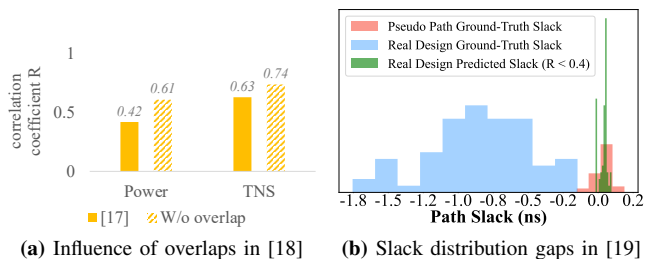 correlation
coefficient R
1
0.5
0
0.42
0.61
0.63
0.74
Power
TNS
[17]
W/o overlap
(a) Influence of overlaps in [18]
Pseudo Path Ground-Truth Slack
Real Design Ground-Truth Slack
Real Design Predicted Slack (R < 0.4)
-1.8 -1.5 -1.2 -1.0 -0.8 -0.5 -0.2 0.0 0.2
Path Slack (ns)
(b) Slack distribution gaps in [19]